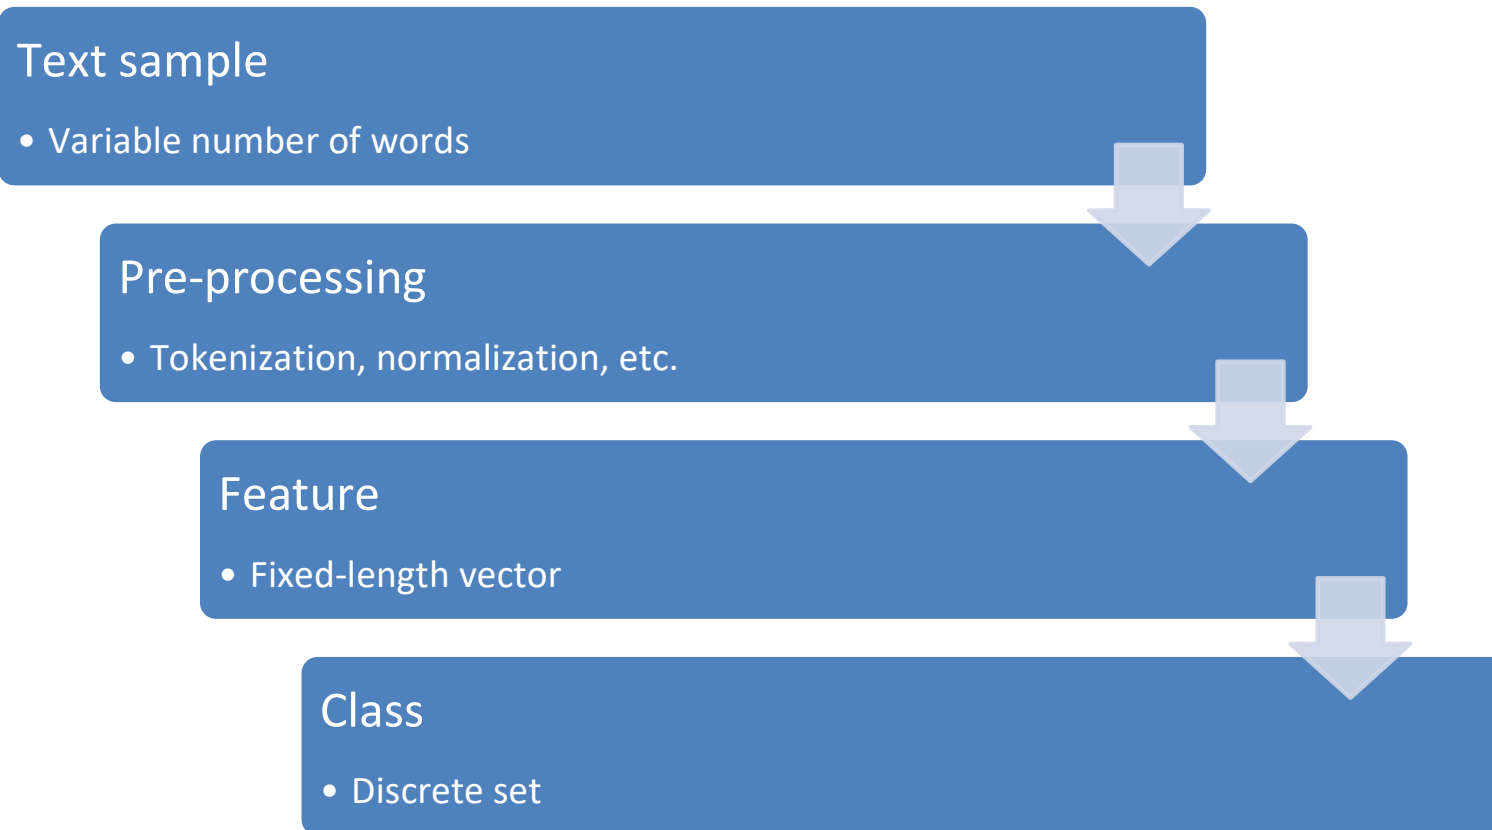 Text sample
• Variable number of words
Pre-processing
• Tokenization, normalization, etc.
Feature
• Fixed-length vector
Class
• Discrete set